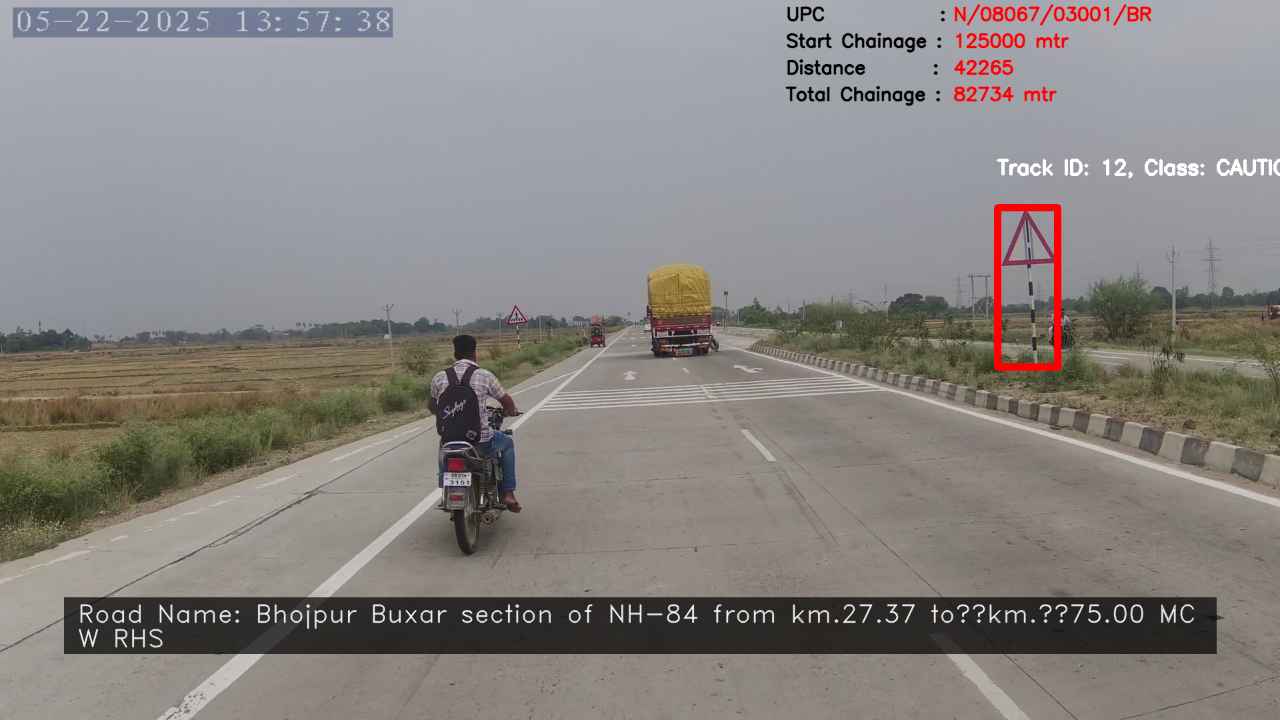 05-22-2025 13:57:38
UPC : N/08067/03001/BR
Start Chainage : 125000 mtr
Distance : 42265
Total Chainage : 82734 mtr
Track ID: 12, Class: CAUTIO
3151
Road Name: Bhojpur Buxar section of NH-84 from km.27.37 to??km.??75.00 MC
W RHS